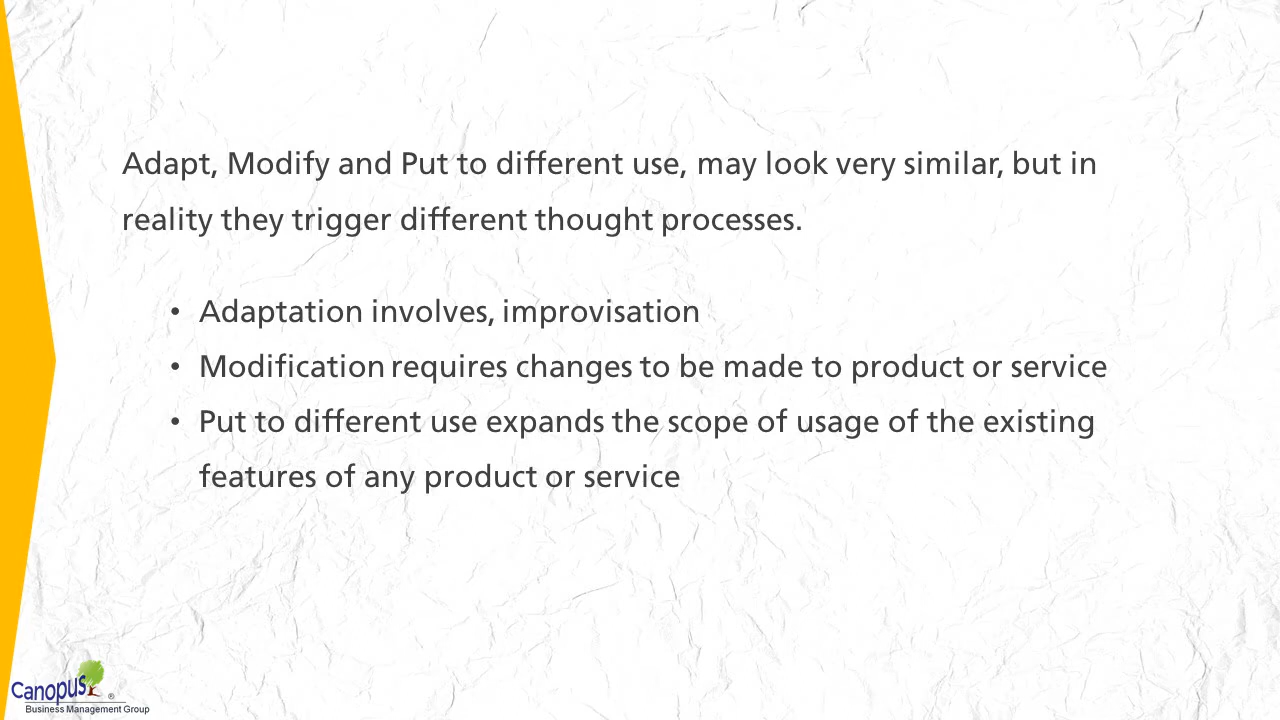 Adapt, Modify and Put to different use, may look very similar, but in
reality they trigger different thought processes.
• Adaptation involves, improvisation
• Modification requires changes to be made to product or service
• Put to different use expands the scope of usage of the existing
features of any product or service
Canopus ®
Business Management Group